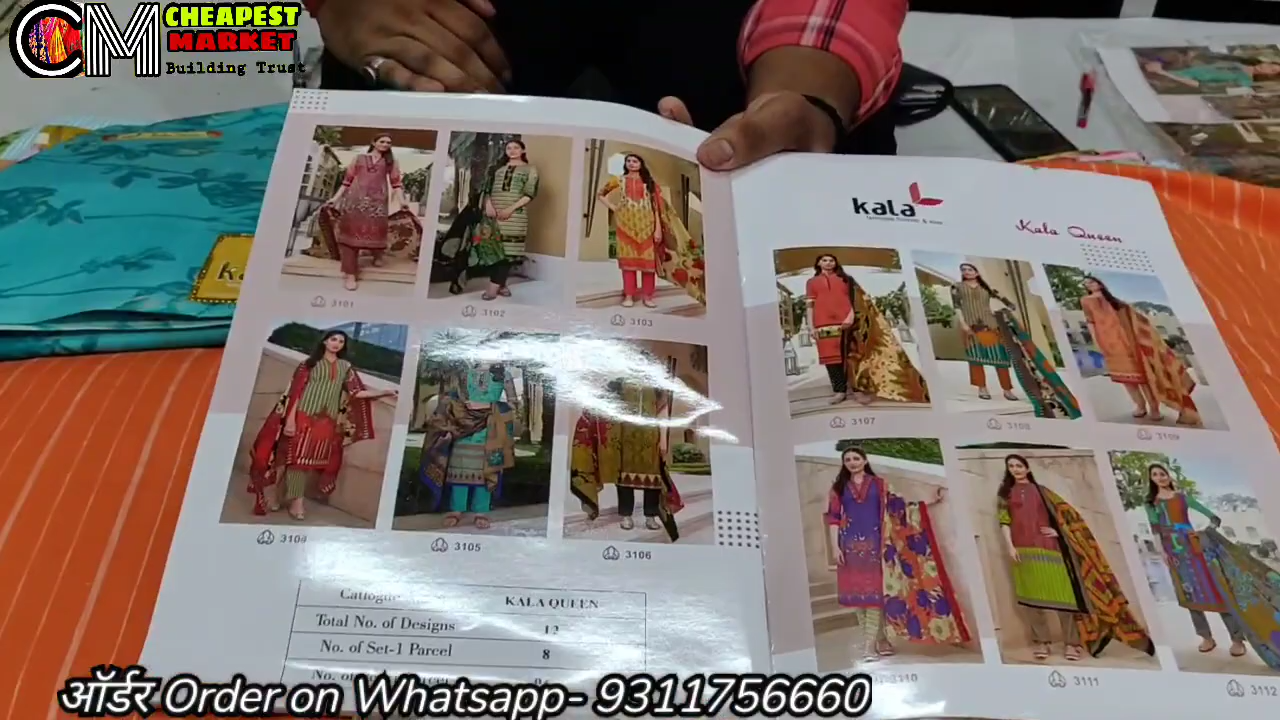 CM CHEAPEST
MARKET
Building Trust
kala
Kala Queen
3101
3102
3103
3104
3105
3106
3107
3108
3109
3110
3111
3112
KALA QUEEN
Total No. of Designs 12
No. of Set-1 Parcel 8
ऑर्डर Order on Whatsapp- 9311756660